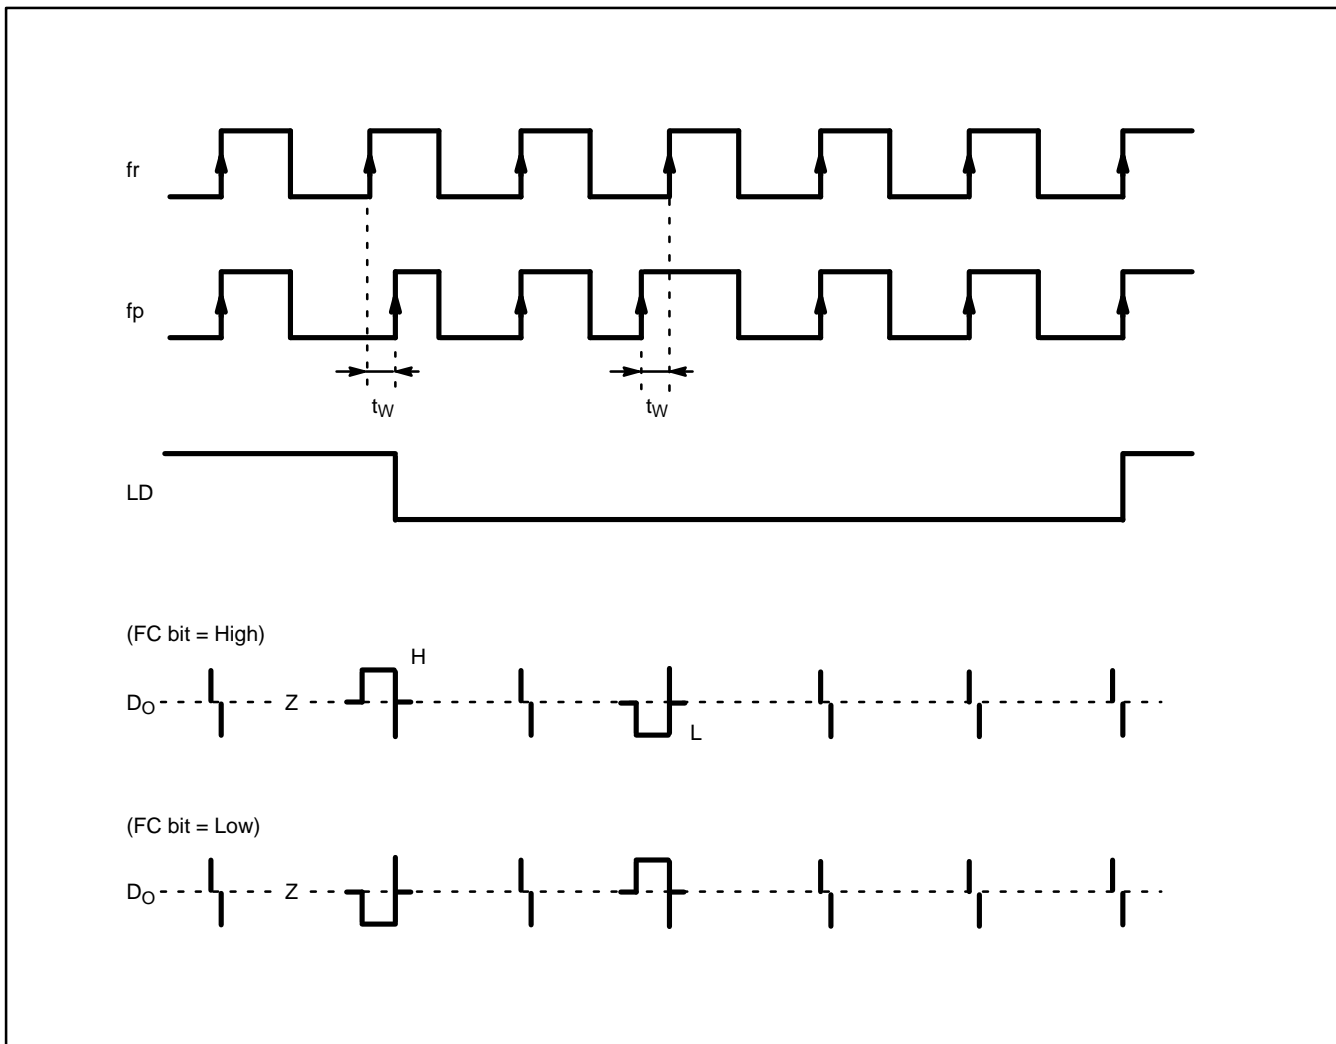 fr
fp
tW tW
LD
(FC bit = High)
H
DO Z
L
(FC bit = Low)
DO Z